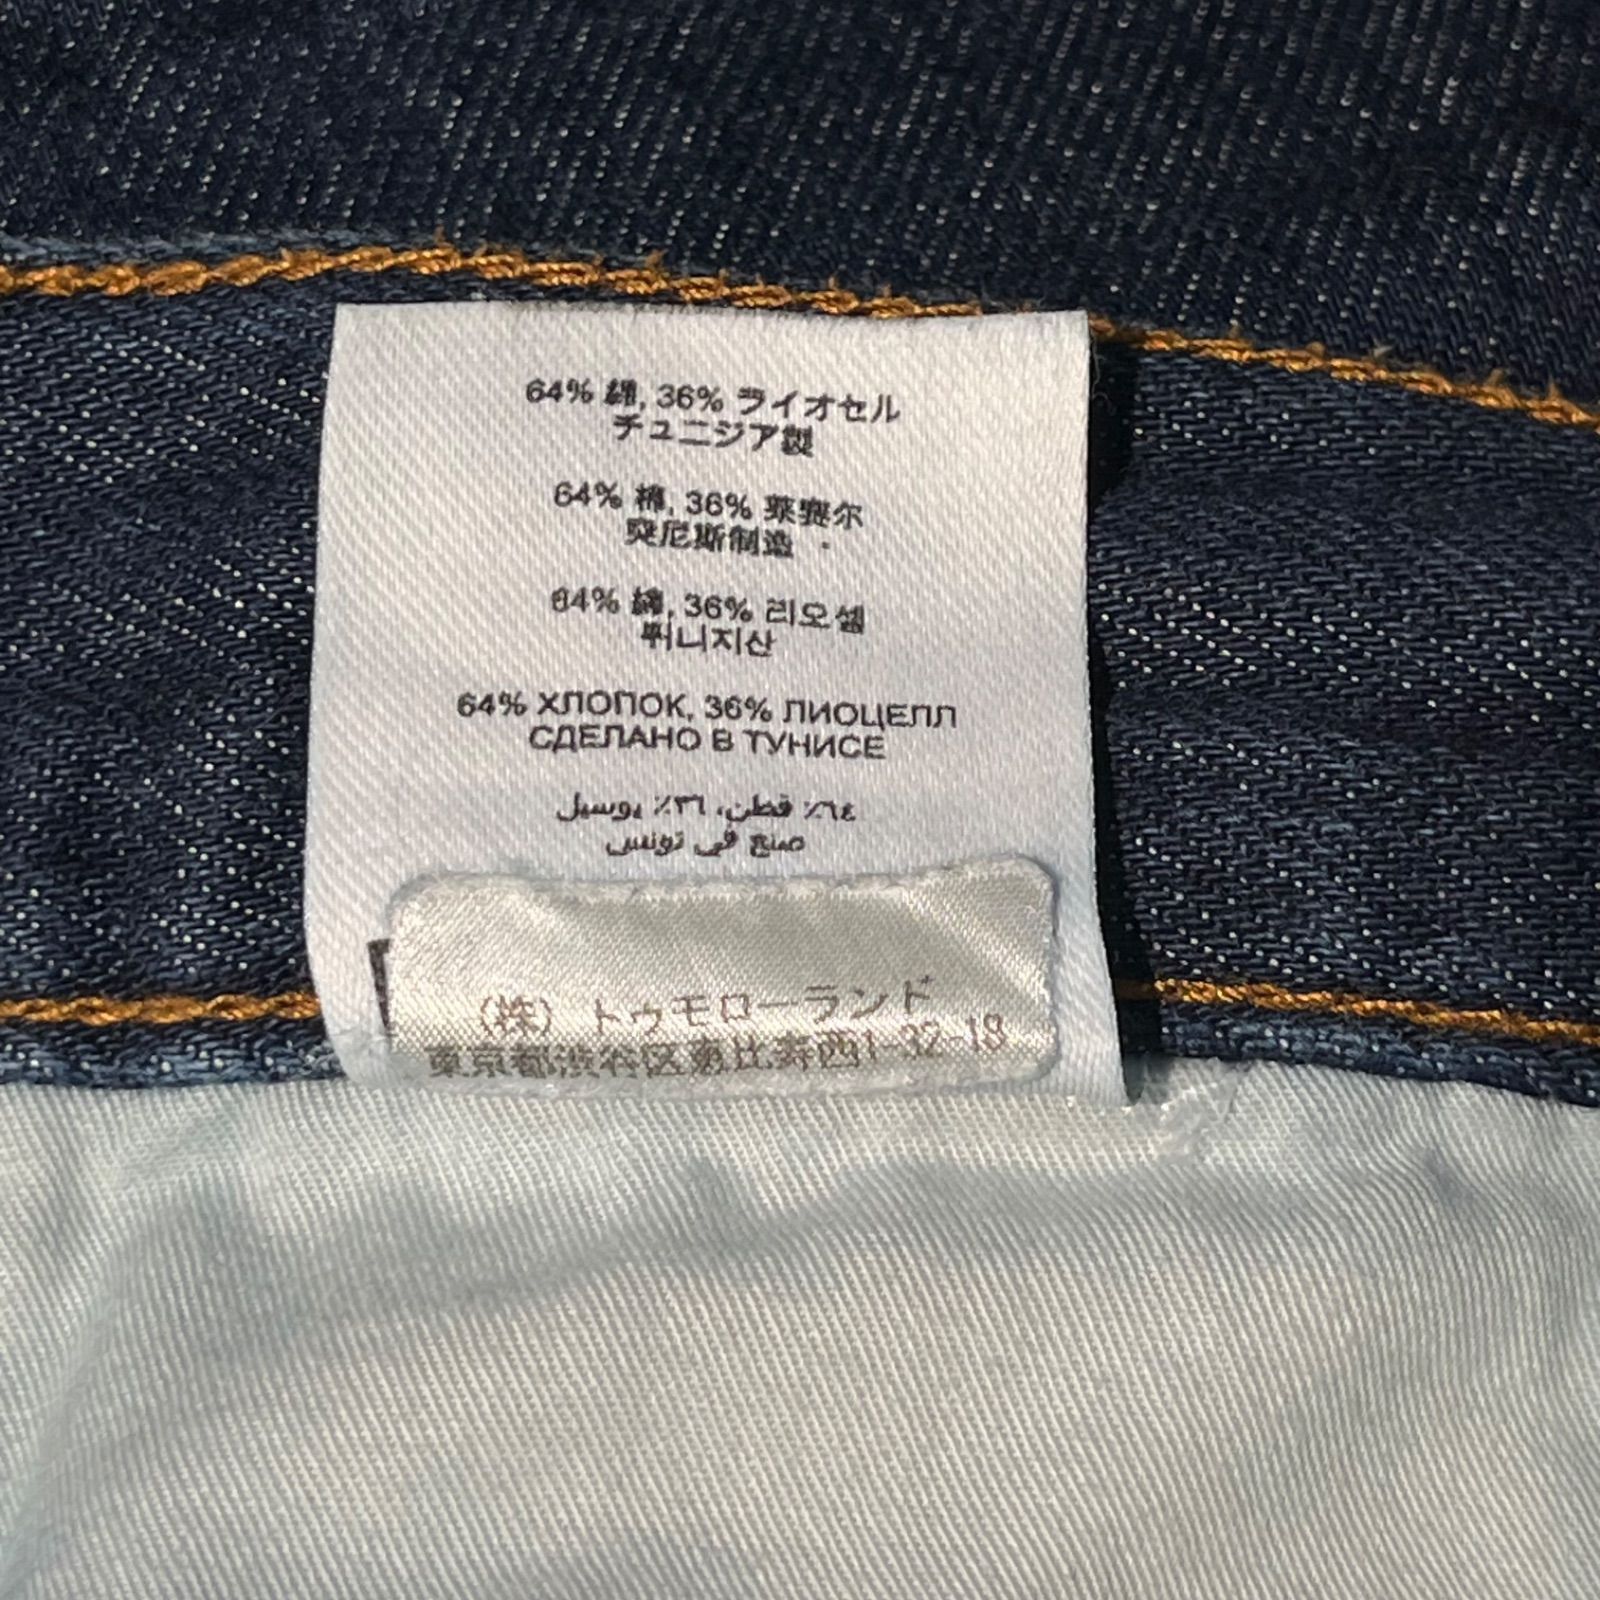 64% 綿, 36% ライオセル
チュニジア製
64% 棉, 36% 莱赛尔
突尼斯制造
64% 綿, 36% 리오셀
튀니지산
64% ХЛОПОК, 36% ЛИОЦЕЛЛ
СДЕЛАНО В ТУНИСЕ
٦٤٪ قطن، ٣٦٪ يوسيل
صنع في تونس
(株) トゥモローランド
東京都渋谷区恵比寿西1-32-18